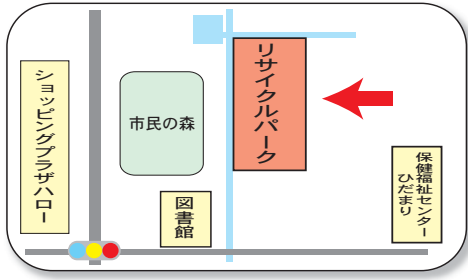 リサイクルパーク
ショッピングプラザハロー
市民の森
図書館
保健福祉センター
ひだまり